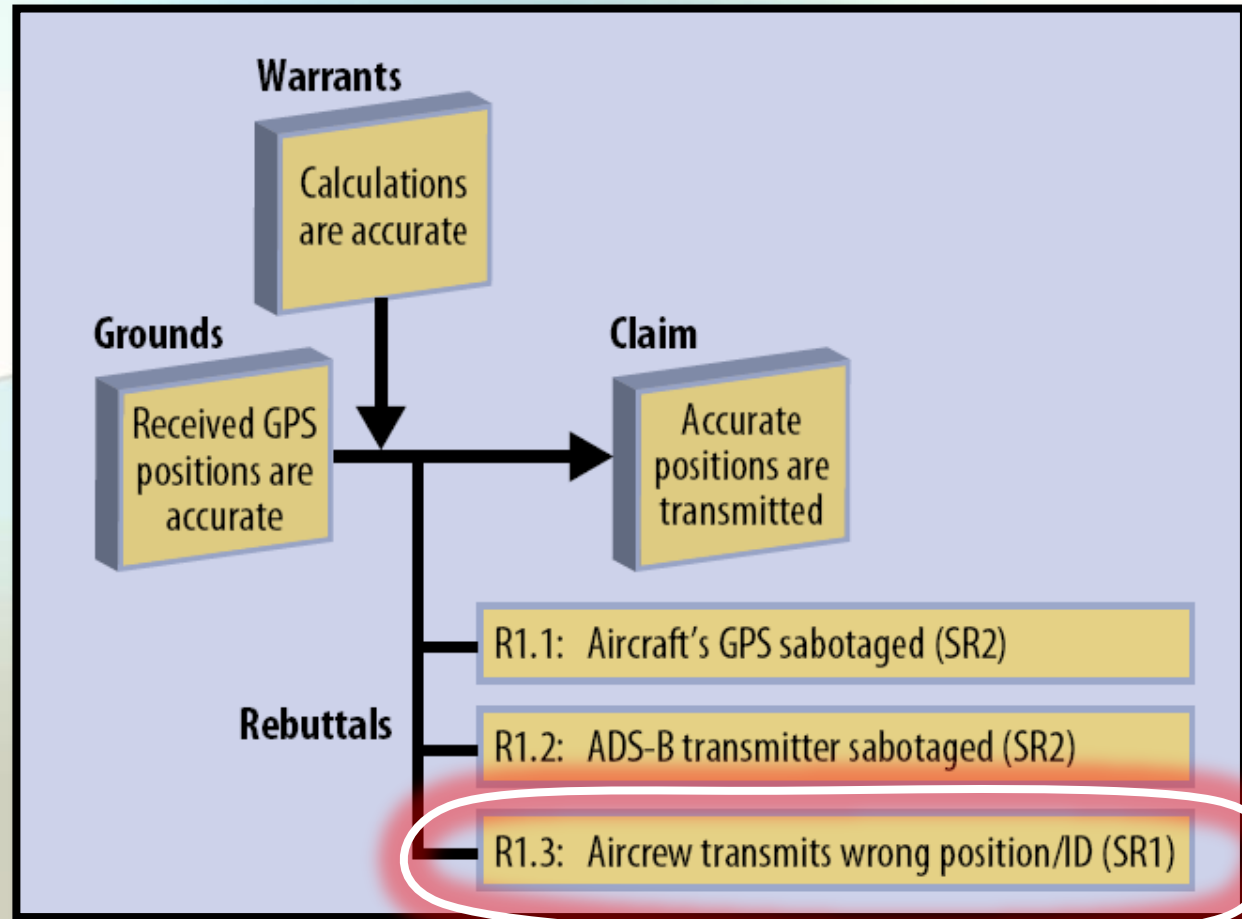 Warrants
Calculations
are accurate
Grounds
Received GPS
positions are
accurate
Claim
Accurate
positions are
transmitted
Rebuttals
R1.1: Aircraft's GPS sabotaged (SR2)
R1.2: ADS-B transmitter sabotaged (SR2)
R1.3: Aircrew transmits wrong position/ID (SR1)